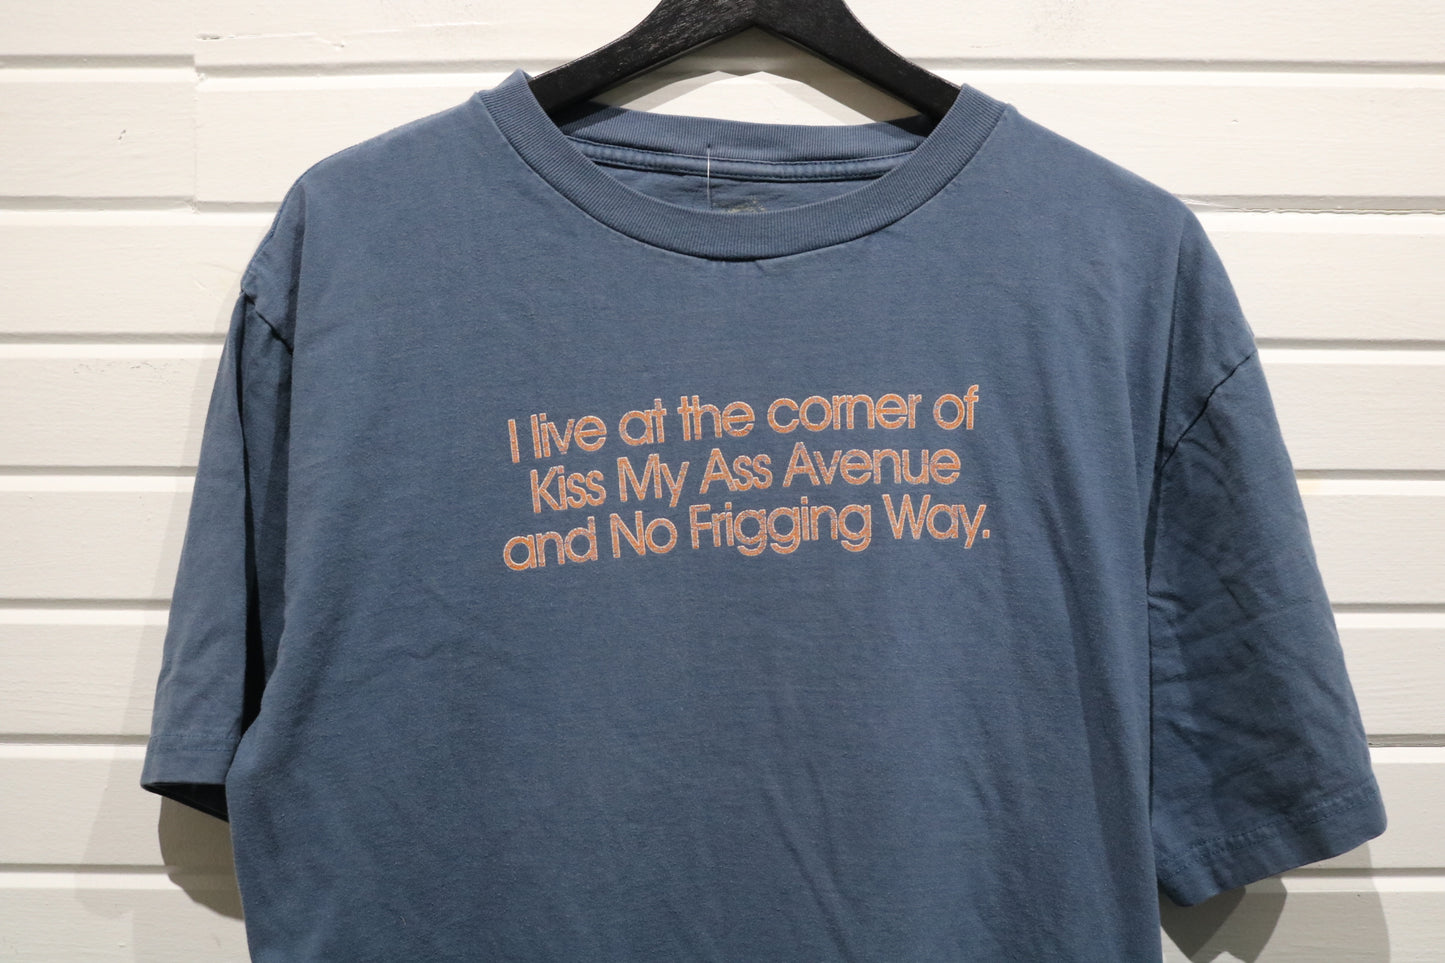 I live at the corner of
Kiss My Ass Avenue
and No Frigging Way.